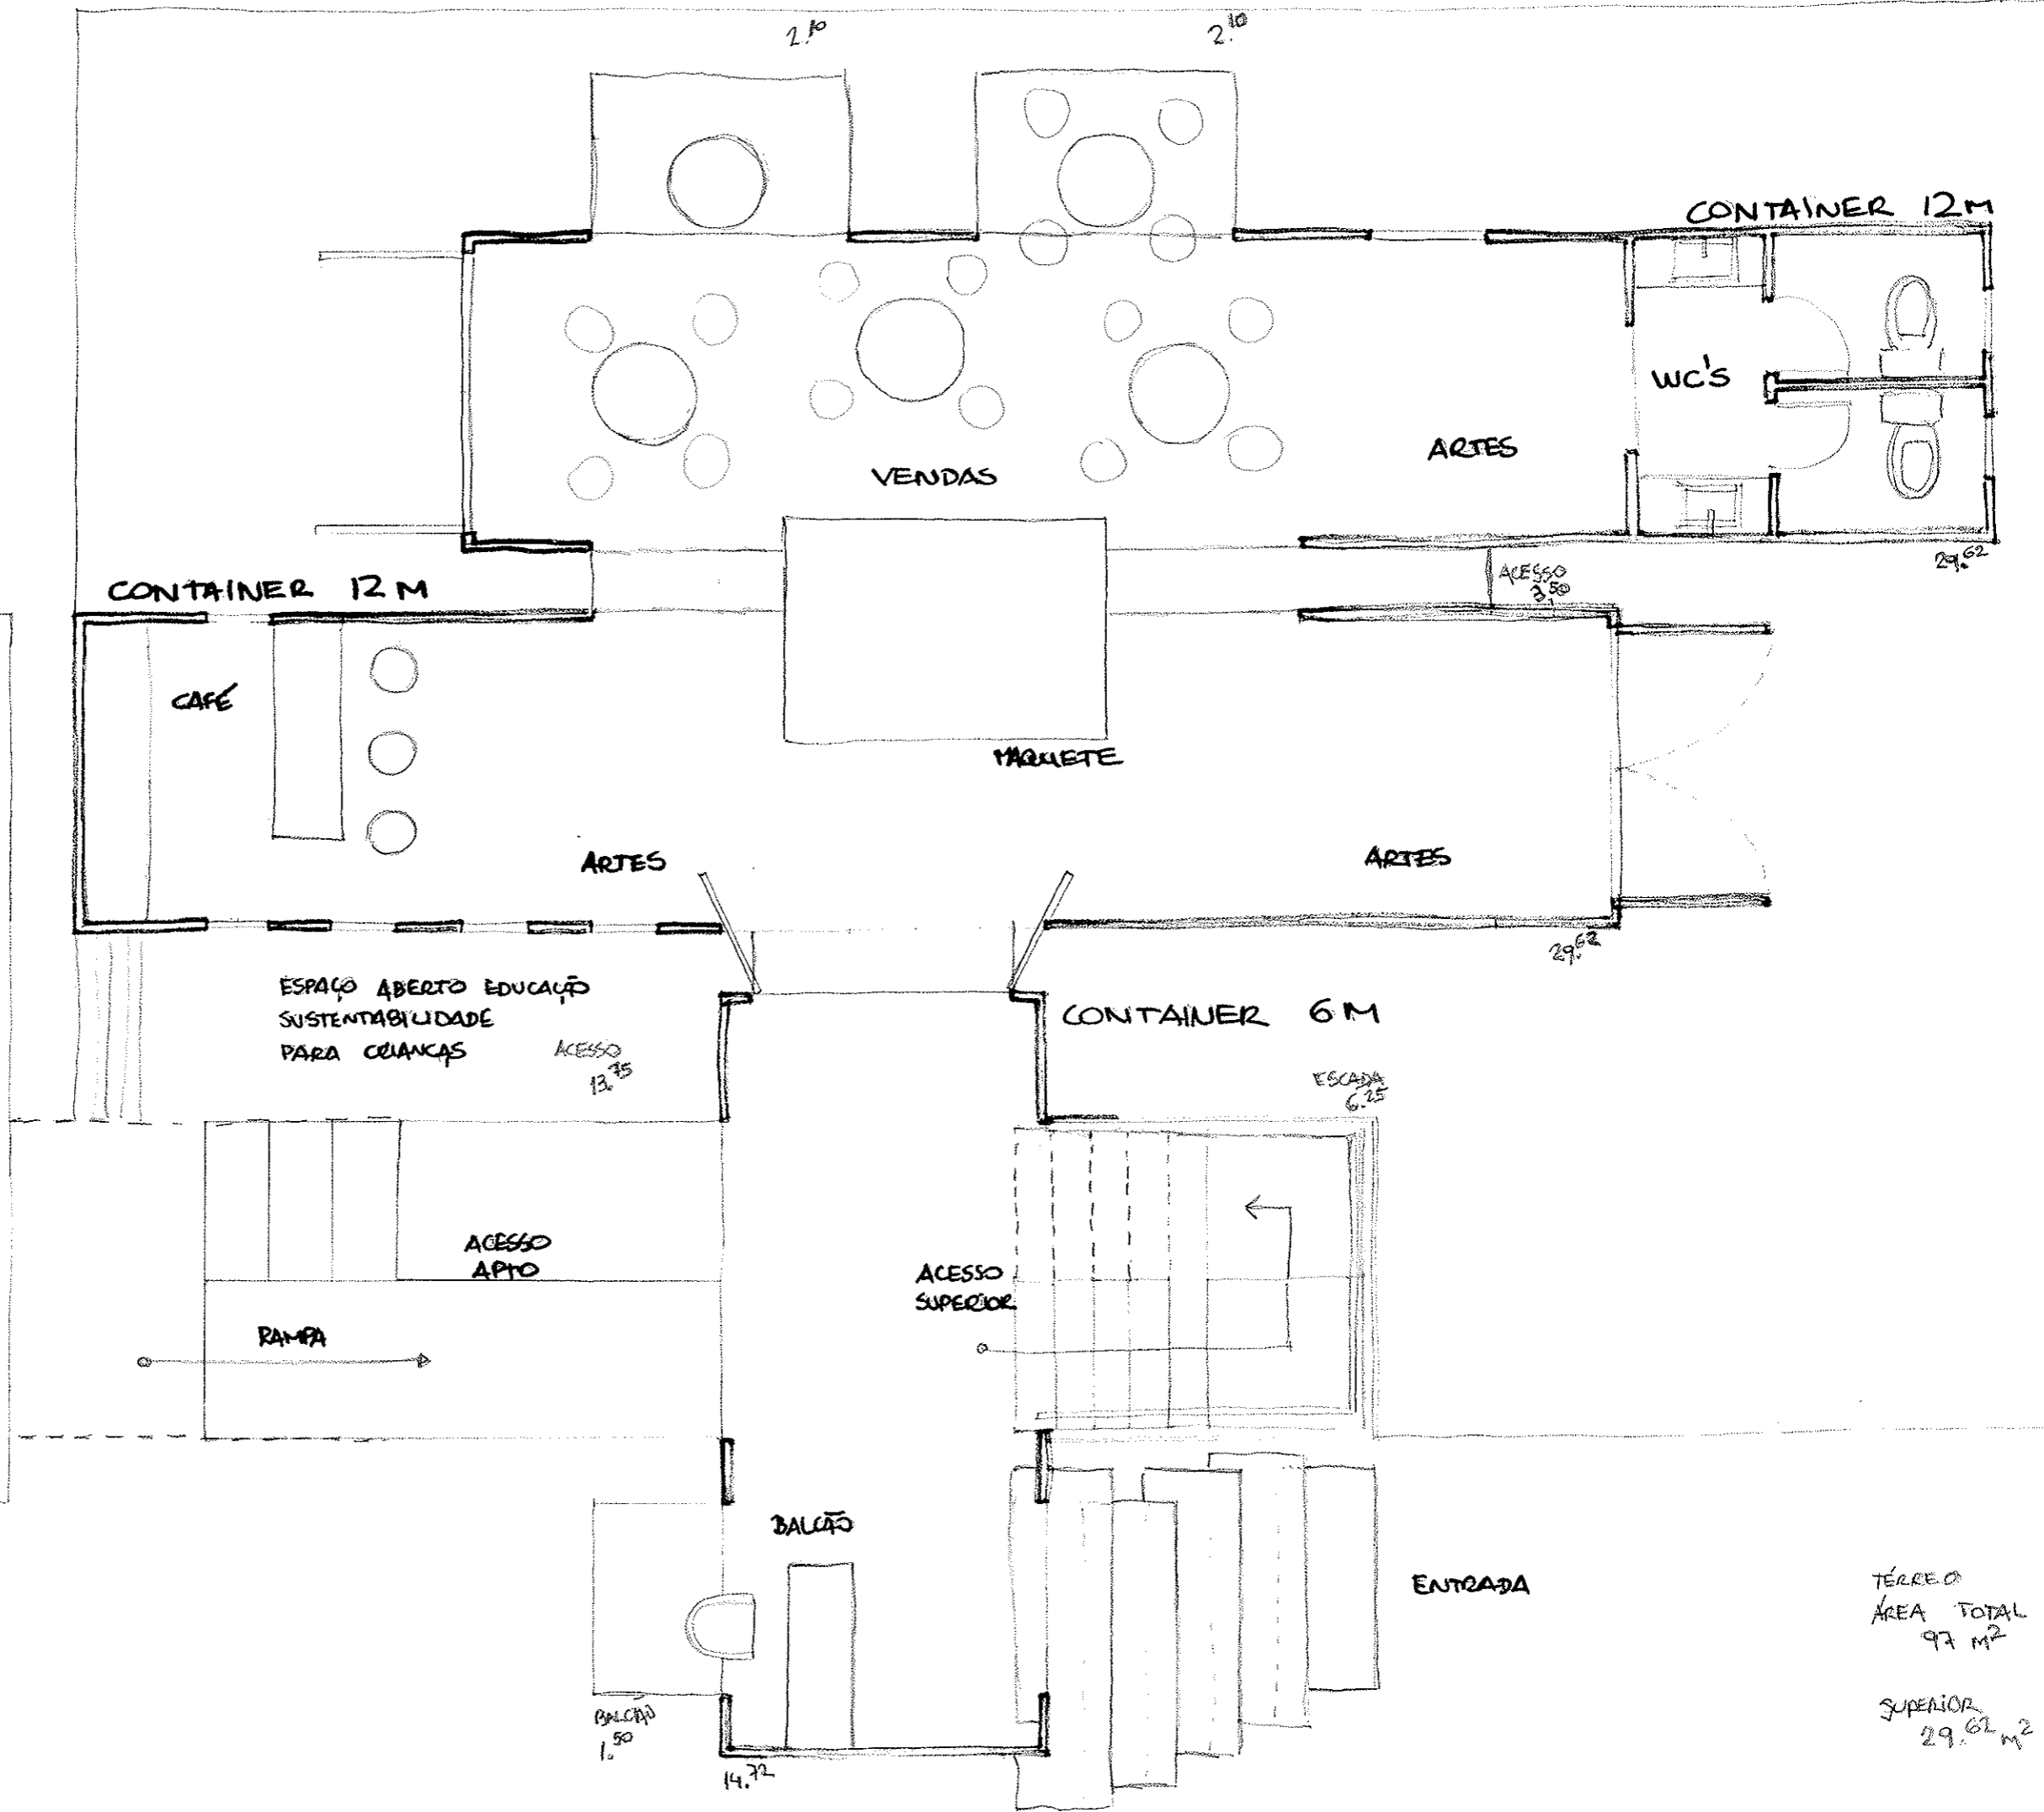 2.10
2.10
CONTAINER 12M
WC'S
ARTES
VENDAS
29.62
ACESSO
3.50
CONTAINER 12M
CAFÉ
MAQUETE
ARTES
ARTES
29.62
ESPAÇO ABERTO EDUCAÇÃO
SUSTENTABILIDADE
PARA CRIANÇAS
ACESSO
13.75
CONTAINER 6M
ESCADA
6.25
ACESSO
APTO
ACESSO
SUPERIOR
RAMPA
BALCÃO
ENTRADA
TÉRREO
ÁREA TOTAL
97 M²
BALCÃO
1.50
14.72
SUPERIOR
29.62 m²